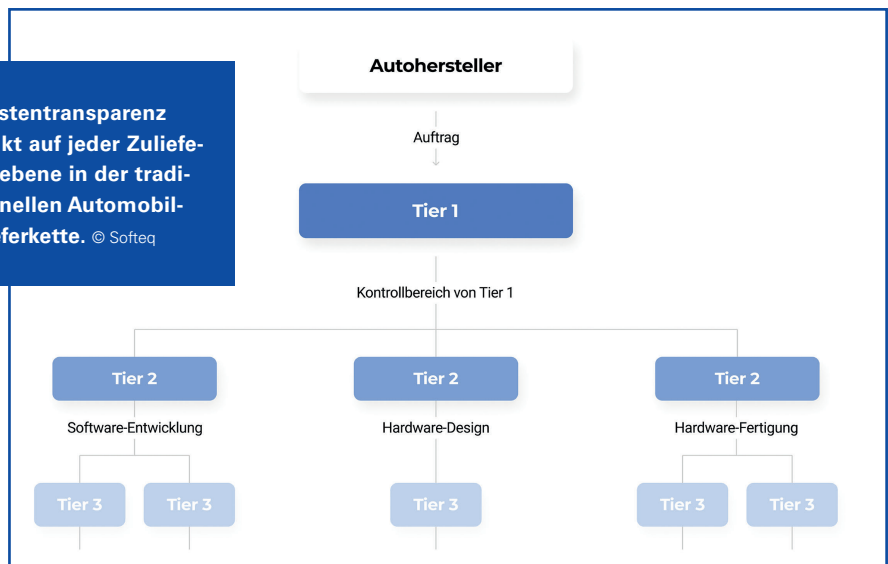 Autohersteller
stentransparenz
kt auf jeder Zuliefe-
ebene in der tradi-
nellen Automobil-
ferkette. © Softeq
Auftrag
Tier 1
Kontrollbereich von Tier 1
Tier 2 Tier 2 Tier 2
Software-Entwicklung Hardware-Design Hardware-Fertigung
Tier 3 Tier 3 Tier 3 Tier 3 Tier 3